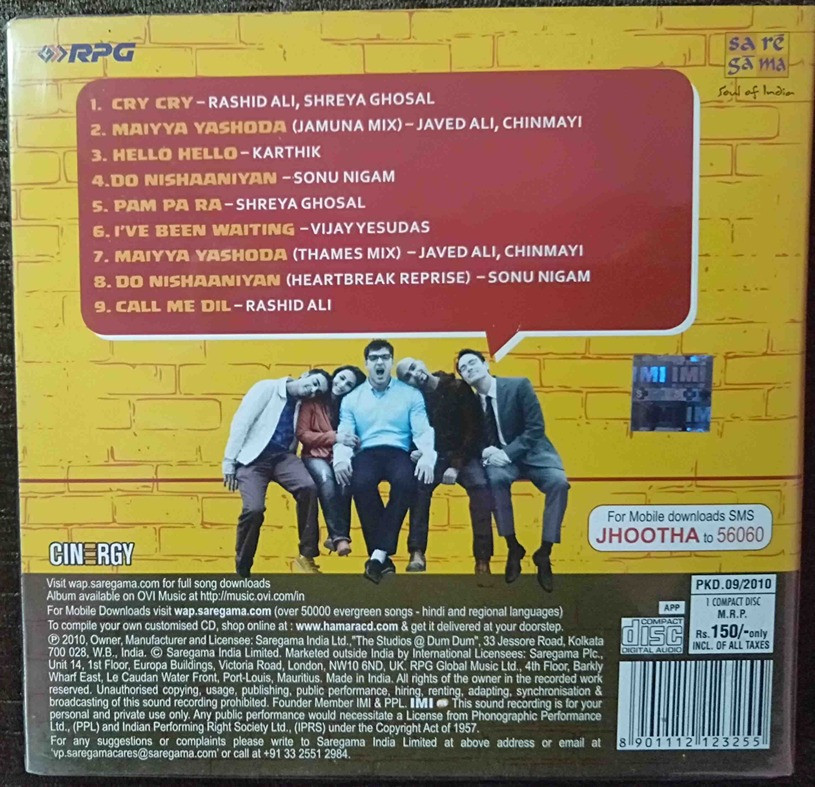 RPG
sa rē
ga ma
Soul of India
1. CRY CRY – RASHID ALI, SHREYA GHOSAL
2. MAIYYA YASHODA (JAMUNA MIX) – JAVED ALI, CHINMAYI
3. HELLO HELLO – KARTHIK
4. DO NISHAANIYAN – SONU NIGAM
5. PAM PA RA – SHREYA GHOSAL
6. I'VE BEEN WAITING – VIJAY YESUDAS
7. MAIYYA YASHODA (THAMES MIX) – JAVED ALI, CHINMAYI
8. DO NISHAANIYAN (HEARTBREAK REPRISE) – SONU NIGAM
9. CALL ME DIL – RASHID ALI
IMI IMI
For Mobile downloads SMS
JHOOTHA to 56060
CINERGY
Visit wap.saregama.com for full song downloads
Album available on OVI Music at http://music.ovi.com/in
For Mobile Downloads visit wap.saregama.com (over 50000 evergreen songs - hindi and regional languages)
To compile your own customised CD, shop online at : www.hamaracd.com & get it delivered at your doorstep.
℗ 2010, Owner, Manufacturer and Licensee: Saregama India Ltd.,"The Studios @ Dum Dum", 33 Jessore Road, Kolkata
700 028, W.B., India. © Saregama India Limited. Marketed outside India by International Licensees: Saregama Plc.,
Unit 14, 1st Floor, Europa Buildings, Victoria Road, London, NW10 6ND, UK. RPG Global Music Ltd., 4th Floor, Barkly
Wharf East, Le Caudan Water Front, Port-Louis, Mauritius. Made in India. All rights of the owner in the recorded work
reserved. Unauthorised copying, usage, publishing, public performance, hiring, renting, adapting, synchronisation &
broadcasting of this sound recording prohibited. Founder Member IMI & PPL. IMI This sound recording is for your
personal and private use only. Any public performance would necessitate a License from Phonographic Performance
Ltd., (PPL) and Indian Performing Right Society Ltd., (IPRS) under the Copyright Act of 1957.
For any suggestions or complaints please write to Saregama India Limited at above address or email at
'vp.saregamacares@saregama.com' or call at +91 33 2551 2984.
PKD.09/2010
1 COMPACT DISC
M.R.P.
Rs. 150/-only
INCL. OF ALL TAXES
APP
COMPACT
disc
DIGITAL AUDIO
8 901112 123255